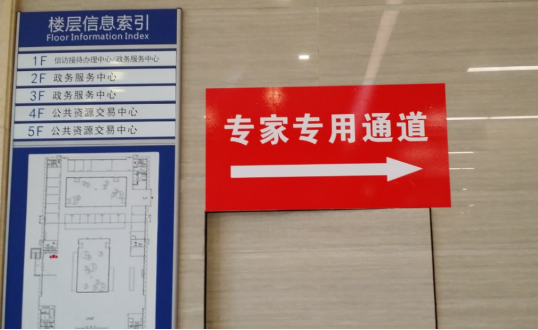 楼层信息索引
Floor Information Index
1F 信访接待办理中心/政务服务中心
2F 政务服务中心
3F 政务服务中心
4F 公共资源交易中心
5F 公共资源交易中心
专家专用通道